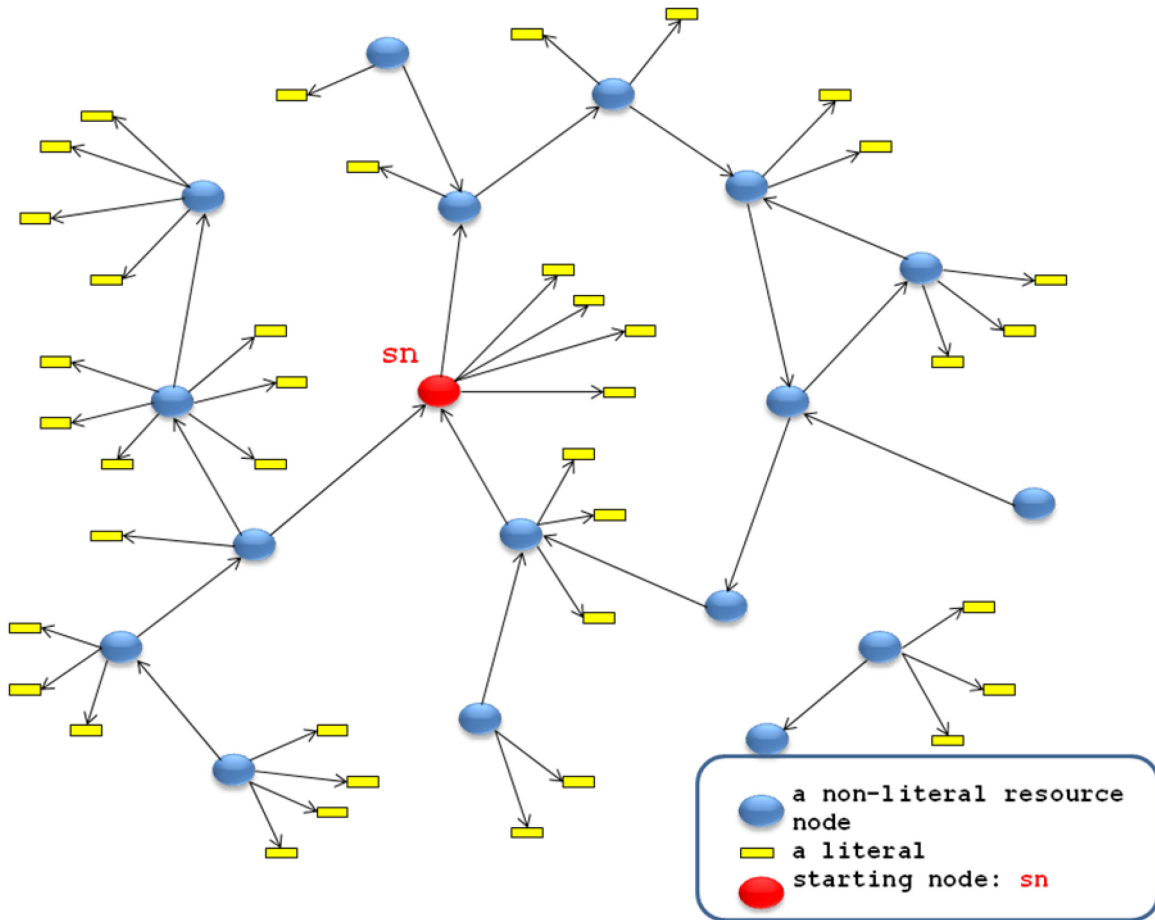 sn
a non-literal resource
node
a literal
starting node: sn